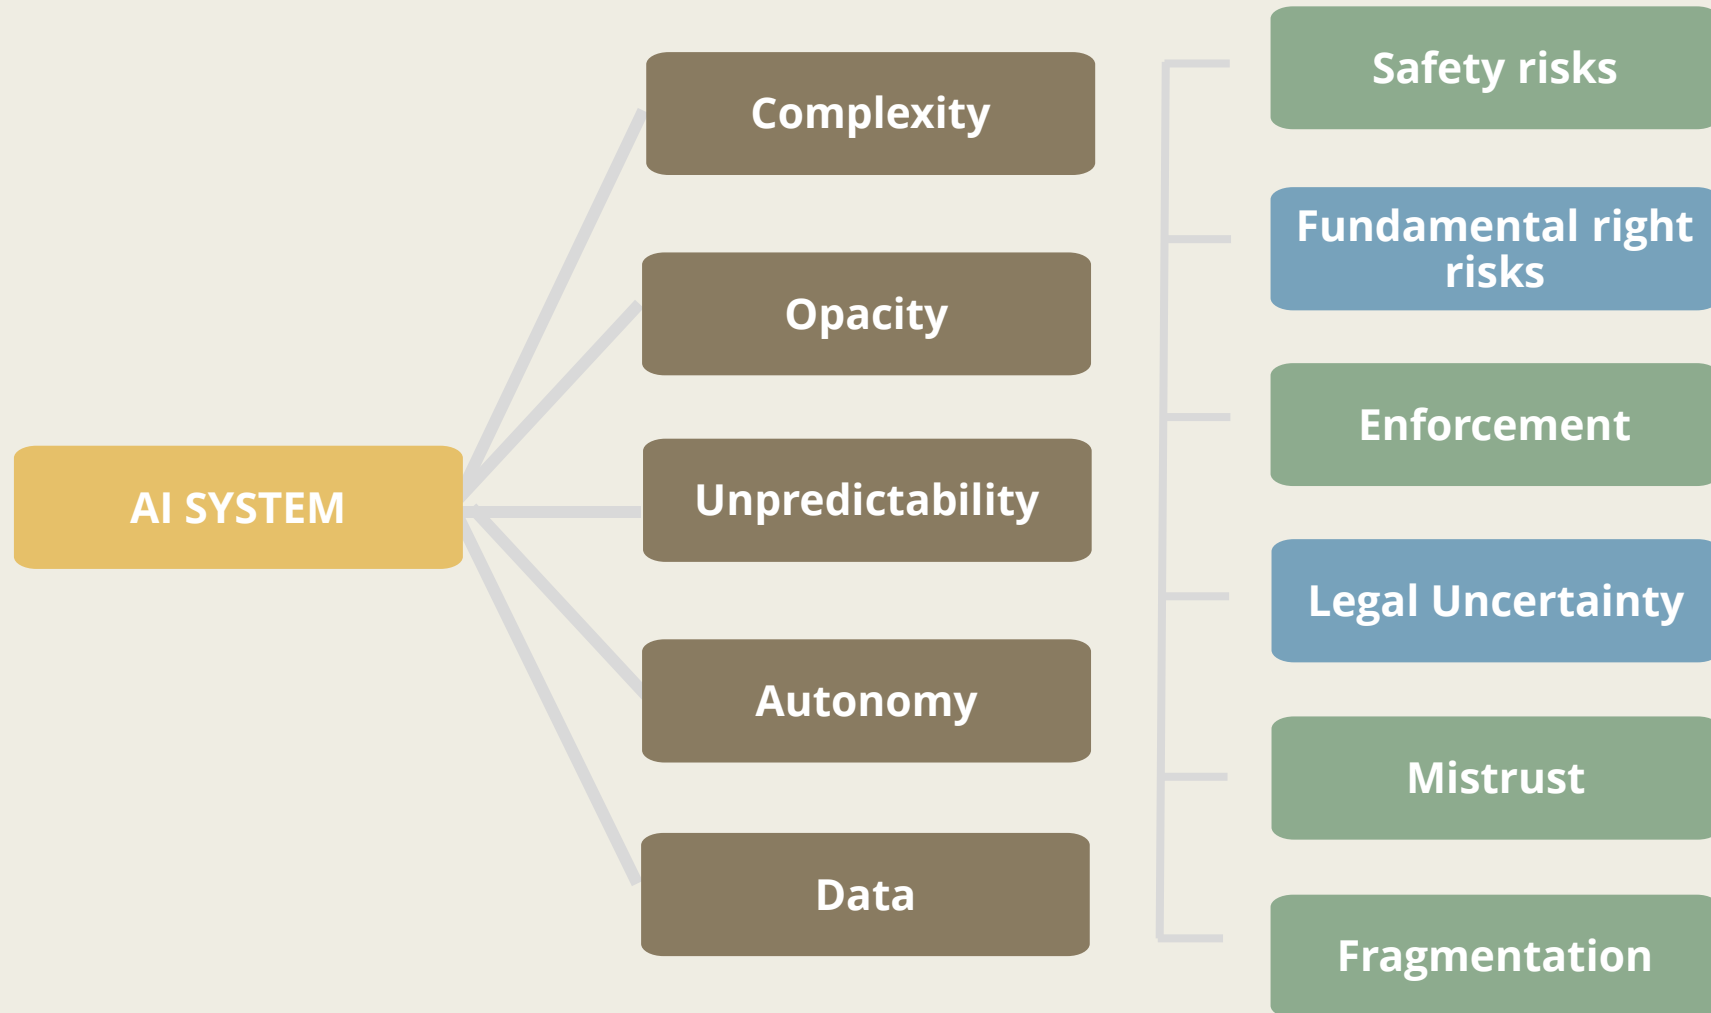 AI SYSTEM
Complexity
Opacity
Unpredictability
Autonomy
Data
Safety risks
Fundamental right
risks
Enforcement
Legal Uncertainty
Mistrust
Fragmentation